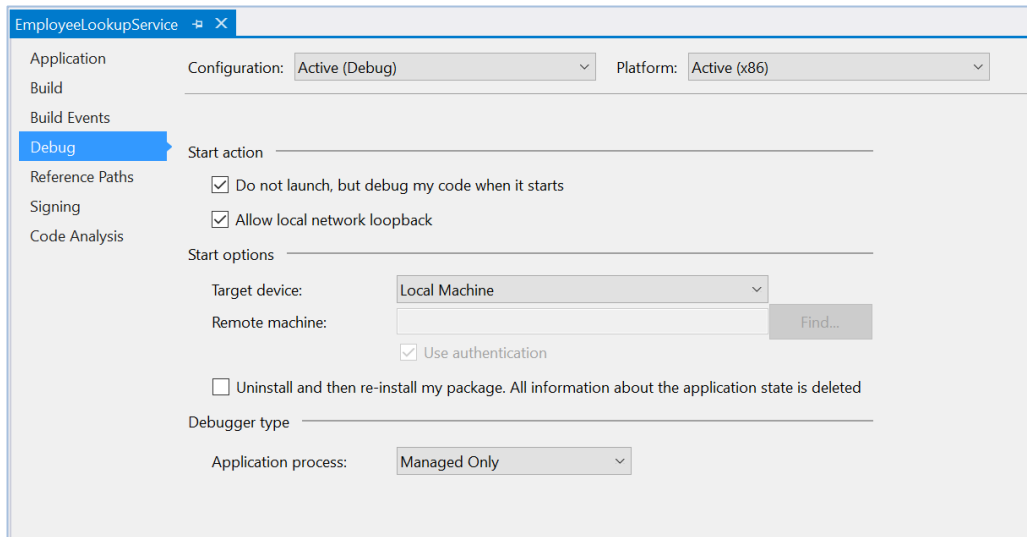 EmployeeLookupService
Application
Build
Build Events
Debug
Reference Paths
Signing
Code Analysis
Configuration: Active (Debug) Platform: Active (x86)
Start action
Do not launch, but debug my code when it starts
Allow local network loopback
Start options
Target device: Local Machine
Remote machine: Find...
Use authentication
Uninstall and then re-install my package. All information about the application state is deleted
Debugger type
Application process: Managed Only